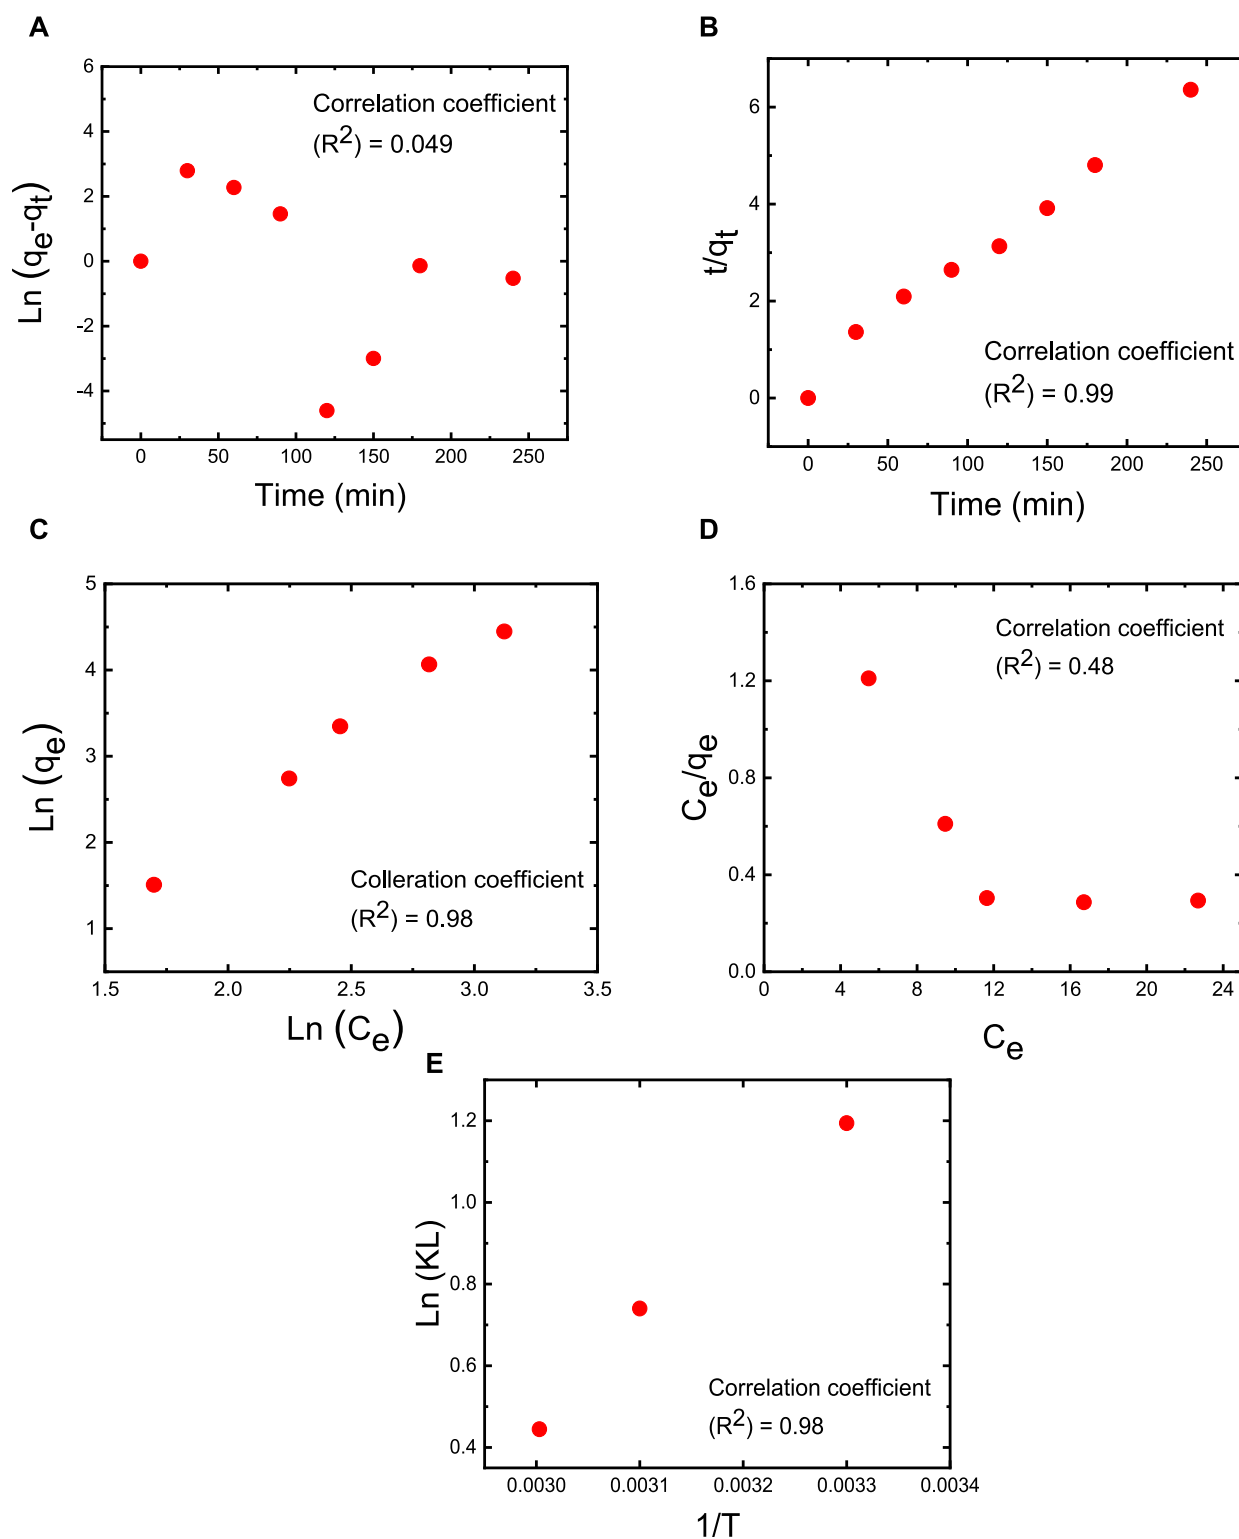 A
6
4
2
0
-2
-4
Ln (qe-qt)
Correlation coefficient
(R2) = 0.049
0 50 100 150 200 250
Time (min)
B
6
4
2
0
t/qt
Correlation coefficient
(R2) = 0.99
0 50 100 150 200 250
Time (min)
C
5
4
3
2
1
Ln (qe)
Colleration coefficient
(R2) = 0.98
1.5 2.0 2.5 3.0 3.5
Ln (Ce)
D
1.6
1.2
0.8
0.4
0.0
Ce/qe
Correlation coefficient
(R2) = 0.48
0 4 8 12 16 20 24
Ce
E
1.2
1.0
0.8
0.6
0.4
Ln (KL)
Correlation coefficient
(R2) = 0.98
0.0030 0.0031 0.0032 0.0033 0.0034
1/T